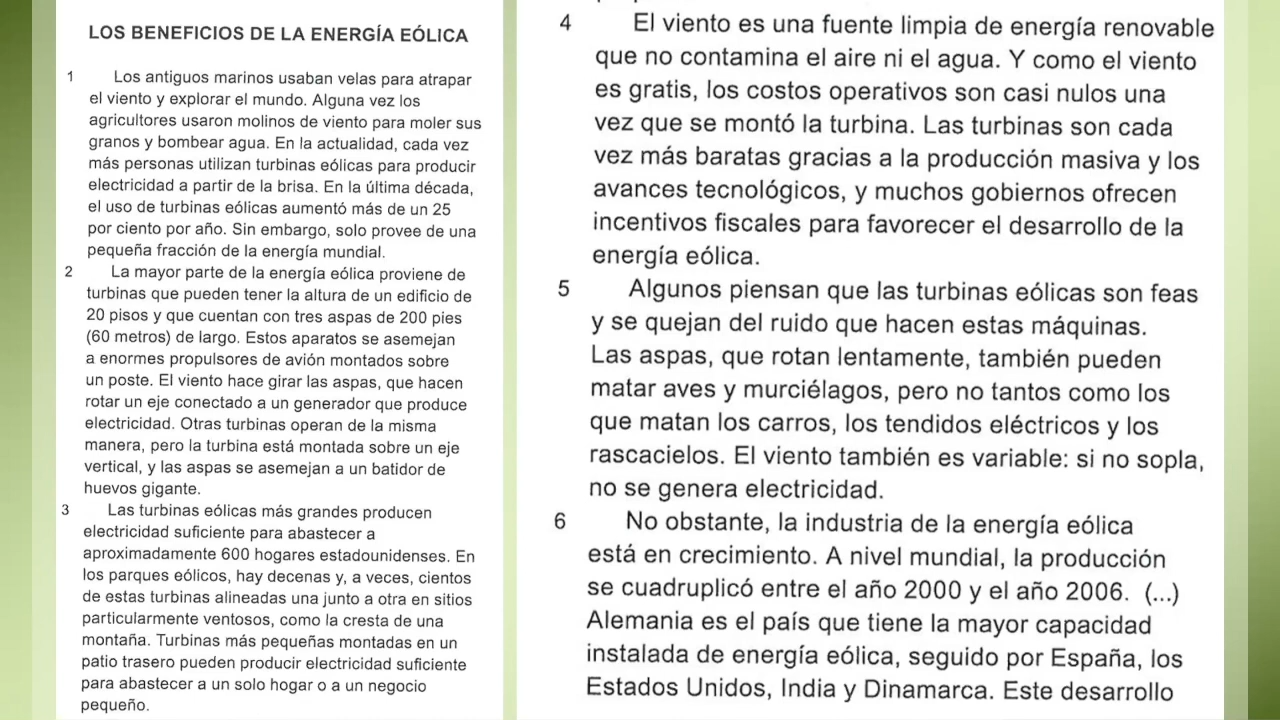 LOS BENEFICIOS DE LA ENERGÍA EÓLICA
1 Los antiguos marinos usaban velas para atrapar
el viento y explorar el mundo. Alguna vez los
agricultores usaron molinos de viento para moler sus
granos y bombear agua. En la actualidad, cada vez
más personas utilizan turbinas eólicas para producir
electricidad a partir de la brisa. En la última década,
el uso de turbinas eólicas aumentó más de un 25
por ciento por año. Sin embargo, solo provee de una
pequeña fracción de la energía mundial.
2 La mayor parte de la energía eólica proviene de
turbinas que pueden tener la altura de un edificio de
20 pisos y que cuentan con tres aspas de 200 pies
(60 metros) de largo. Estos aparatos se asemejan
a enormes propulsores de avión montados sobre
un poste. El viento hace girar las aspas, que hacen
rotar un eje conectado a un generador que produce
electricidad. Otras turbinas operan de la misma
manera, pero la turbina está montada sobre un eje
vertical, y las aspas se asemejan a un batidor de
huevos gigante.
3 Las turbinas eólicas más grandes producen
electricidad suficiente para abastecer a
aproximadamente 600 hogares estadounidenses. En
los parques eólicos, hay decenas y, a veces, cientos
de estas turbinas alineadas una junto a otra en sitios
particularmente ventosos, como la cresta de una
montaña. Turbinas más pequeñas montadas en un
patio trasero pueden producir electricidad suficiente
para abastecer a un solo hogar o a un negocio
pequeño.
4 El viento es una fuente limpia de energía renovable
que no contamina el aire ni el agua. Y como el viento
es gratis, los costos operativos son casi nulos una
vez que se montó la turbina. Las turbinas son cada
vez más baratas gracias a la producción masiva y los
avances tecnológicos, y muchos gobiernos ofrecen
incentivos fiscales para favorecer el desarrollo de la
energía eólica.
5 Algunos piensan que las turbinas eólicas son feas
y se quejan del ruido que hacen estas máquinas.
Las aspas, que rotan lentamente, también pueden
matar aves y murciélagos, pero no tantos como los
que matan los carros, los tendidos eléctricos y los
rascacielos. El viento también es variable: si no sopla,
no se genera electricidad.
6 No obstante, la industria de la energía eólica
está en crecimiento. A nivel mundial, la producción
se cuadruplicó entre el año 2000 y el año 2006. (...)
Alemania es el país que tiene la mayor capacidad
instalada de energía eólica, seguido por España, los
Estados Unidos, India y Dinamarca. Este desarrollo